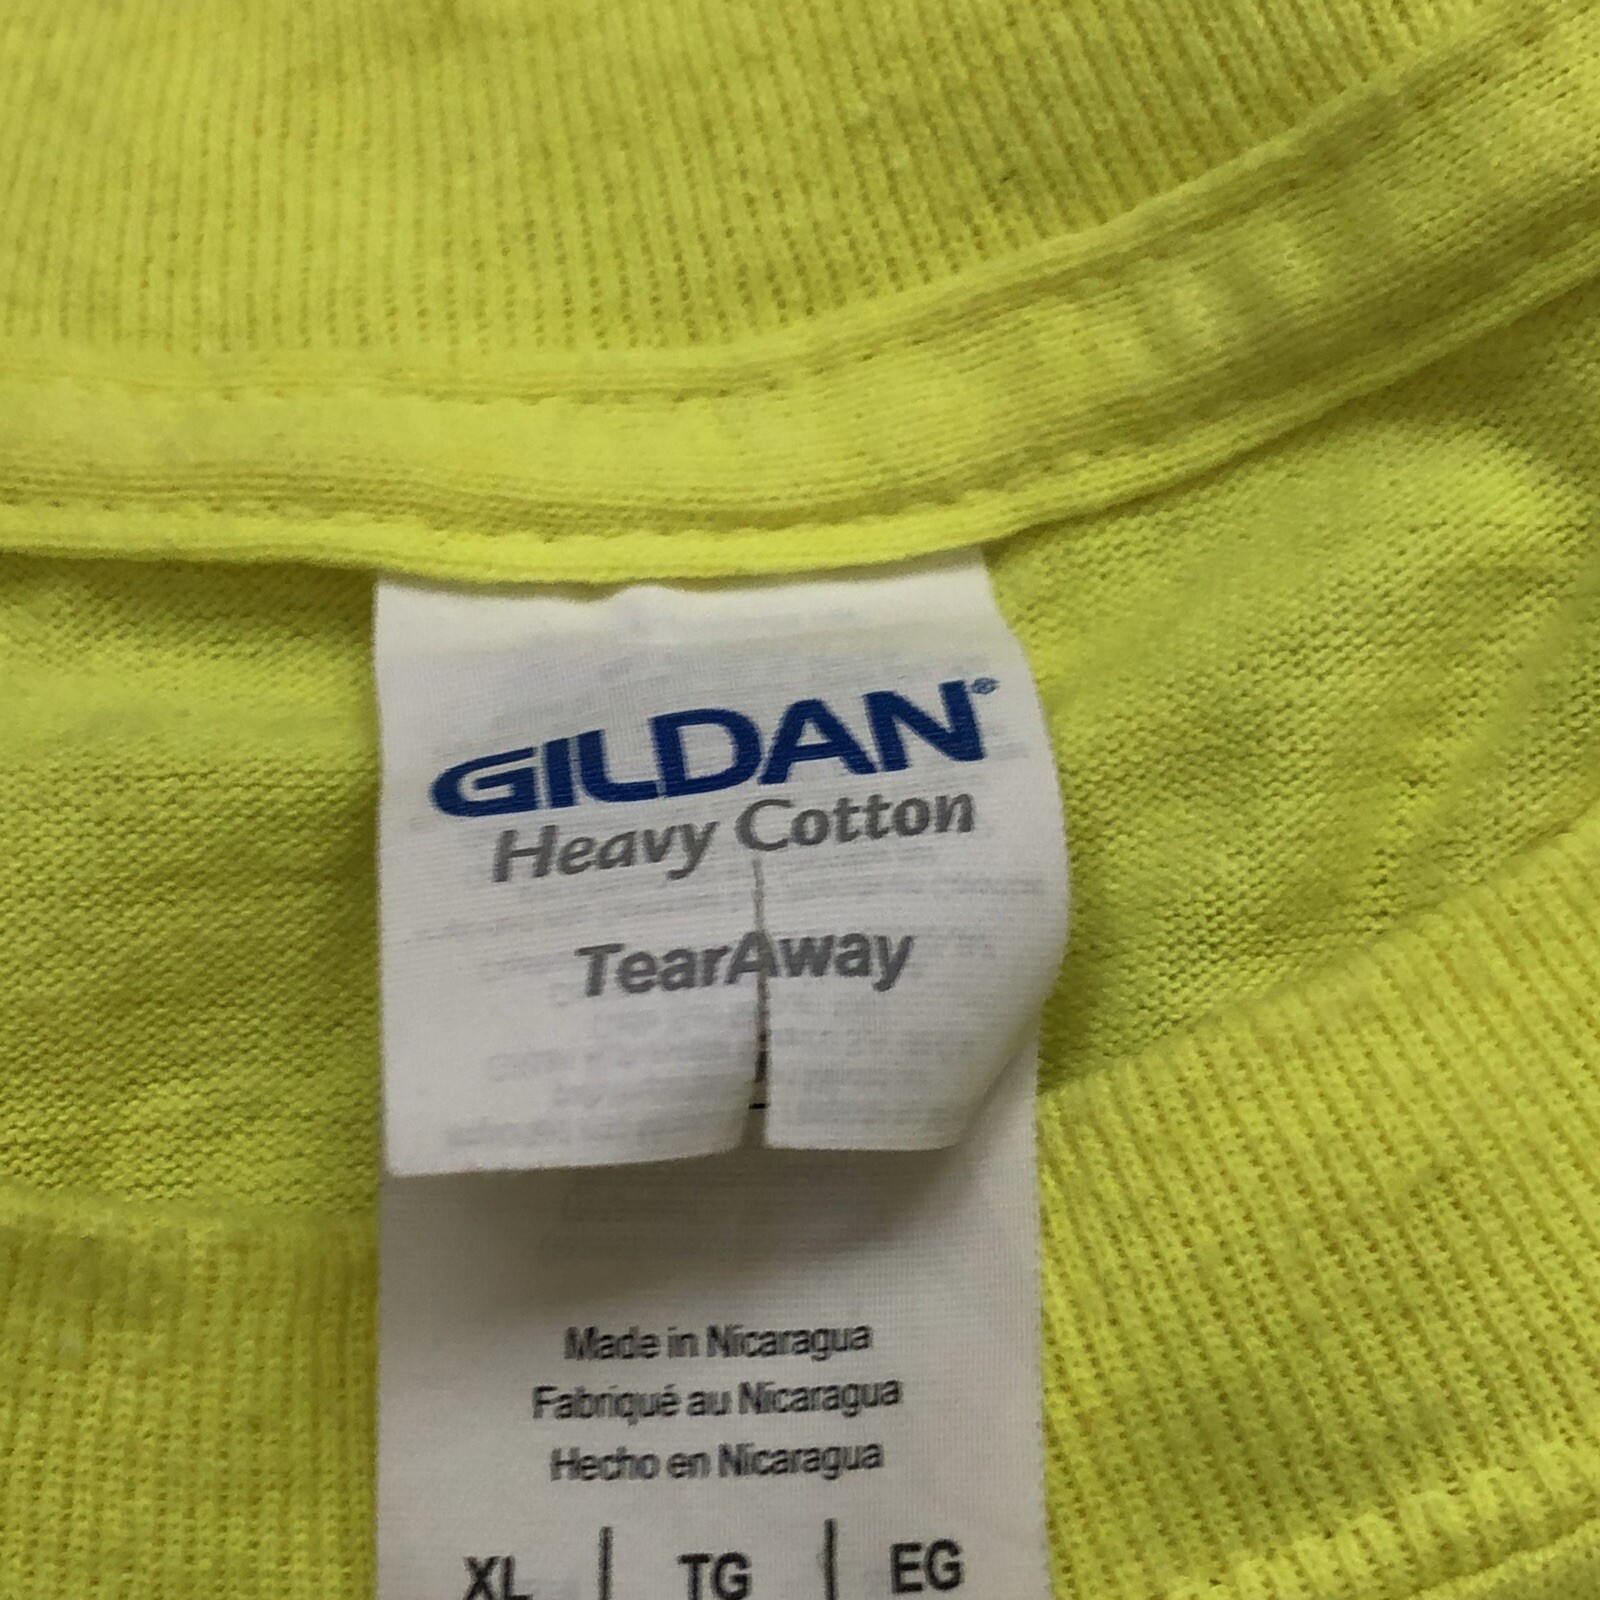 GILDAN®
Heavy Cotton
TearAway
Made in Nicaragua
Fabriqué au Nicaragua
Hecho en Nicaragua
XL | TG | EG